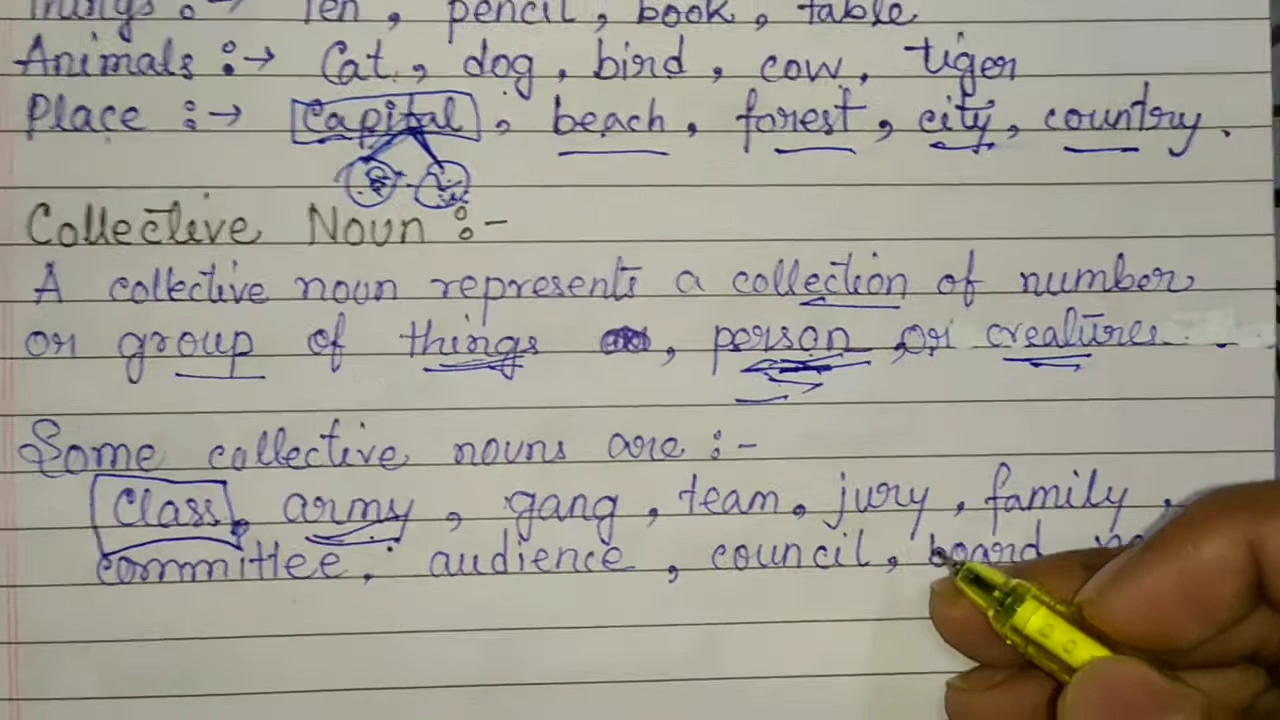 Things :→ Pen, pencil, book, table
Animals :→ Cat, dog, bird, cow, tiger
Place :→ Capital, beach, forest, city, country.
Collective Noun :-
A collective noun represents a collection of number
or group of things, person or creatures.
Some collective nouns are :-
Class, army, gang, team, jury, family,
committee, audience, council, board